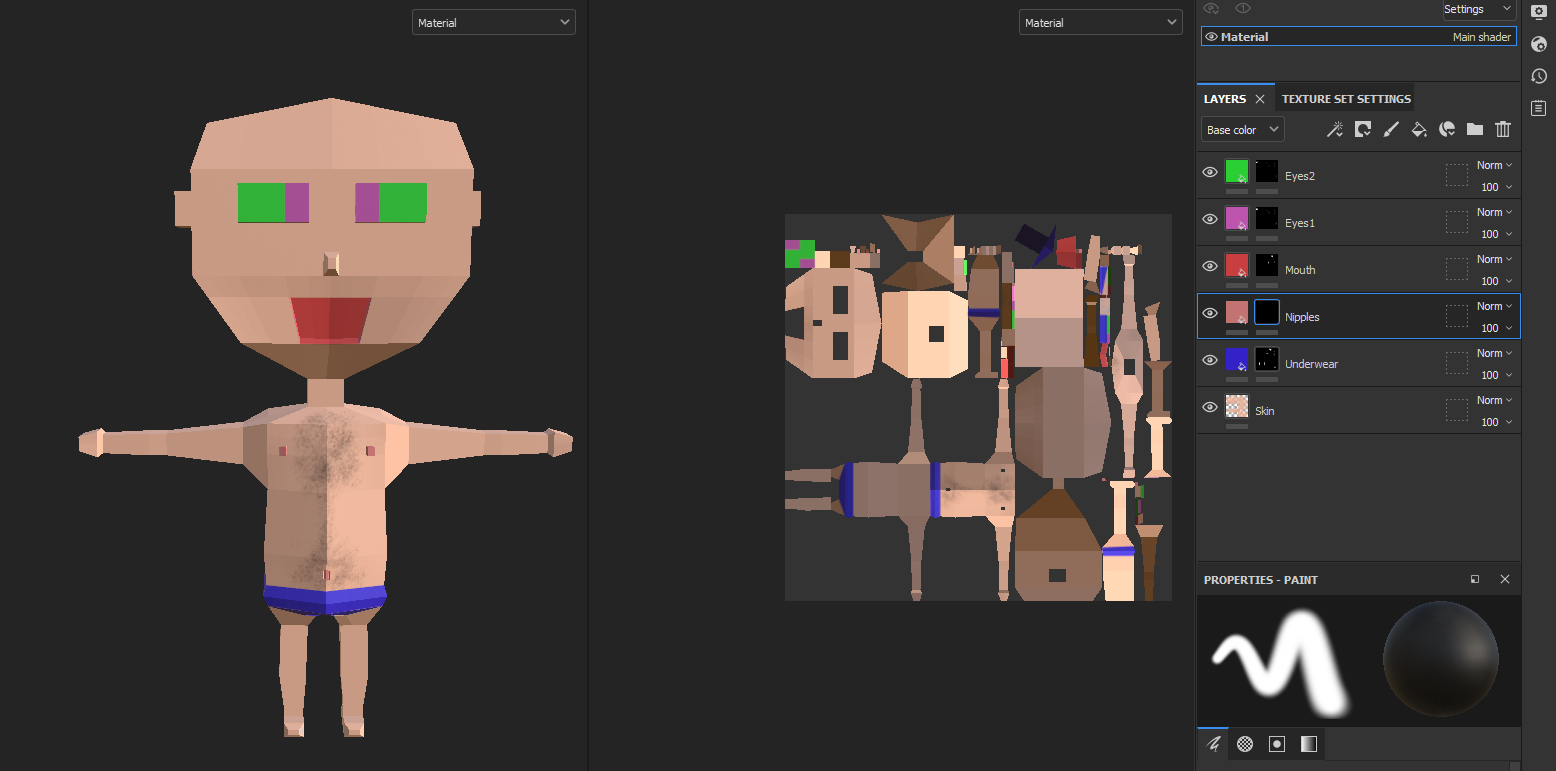 Material
Material
Settings
Material
Main shader
LAYERS
TEXTURE SET SETTINGS
Base color
Eyes2
Norm
100
Eyes1
Norm
100
Mouth
Norm
100
Nipples
Norm
100
Underwear
Norm
100
Skin
Norm
100
PROPERTIES - PAINT